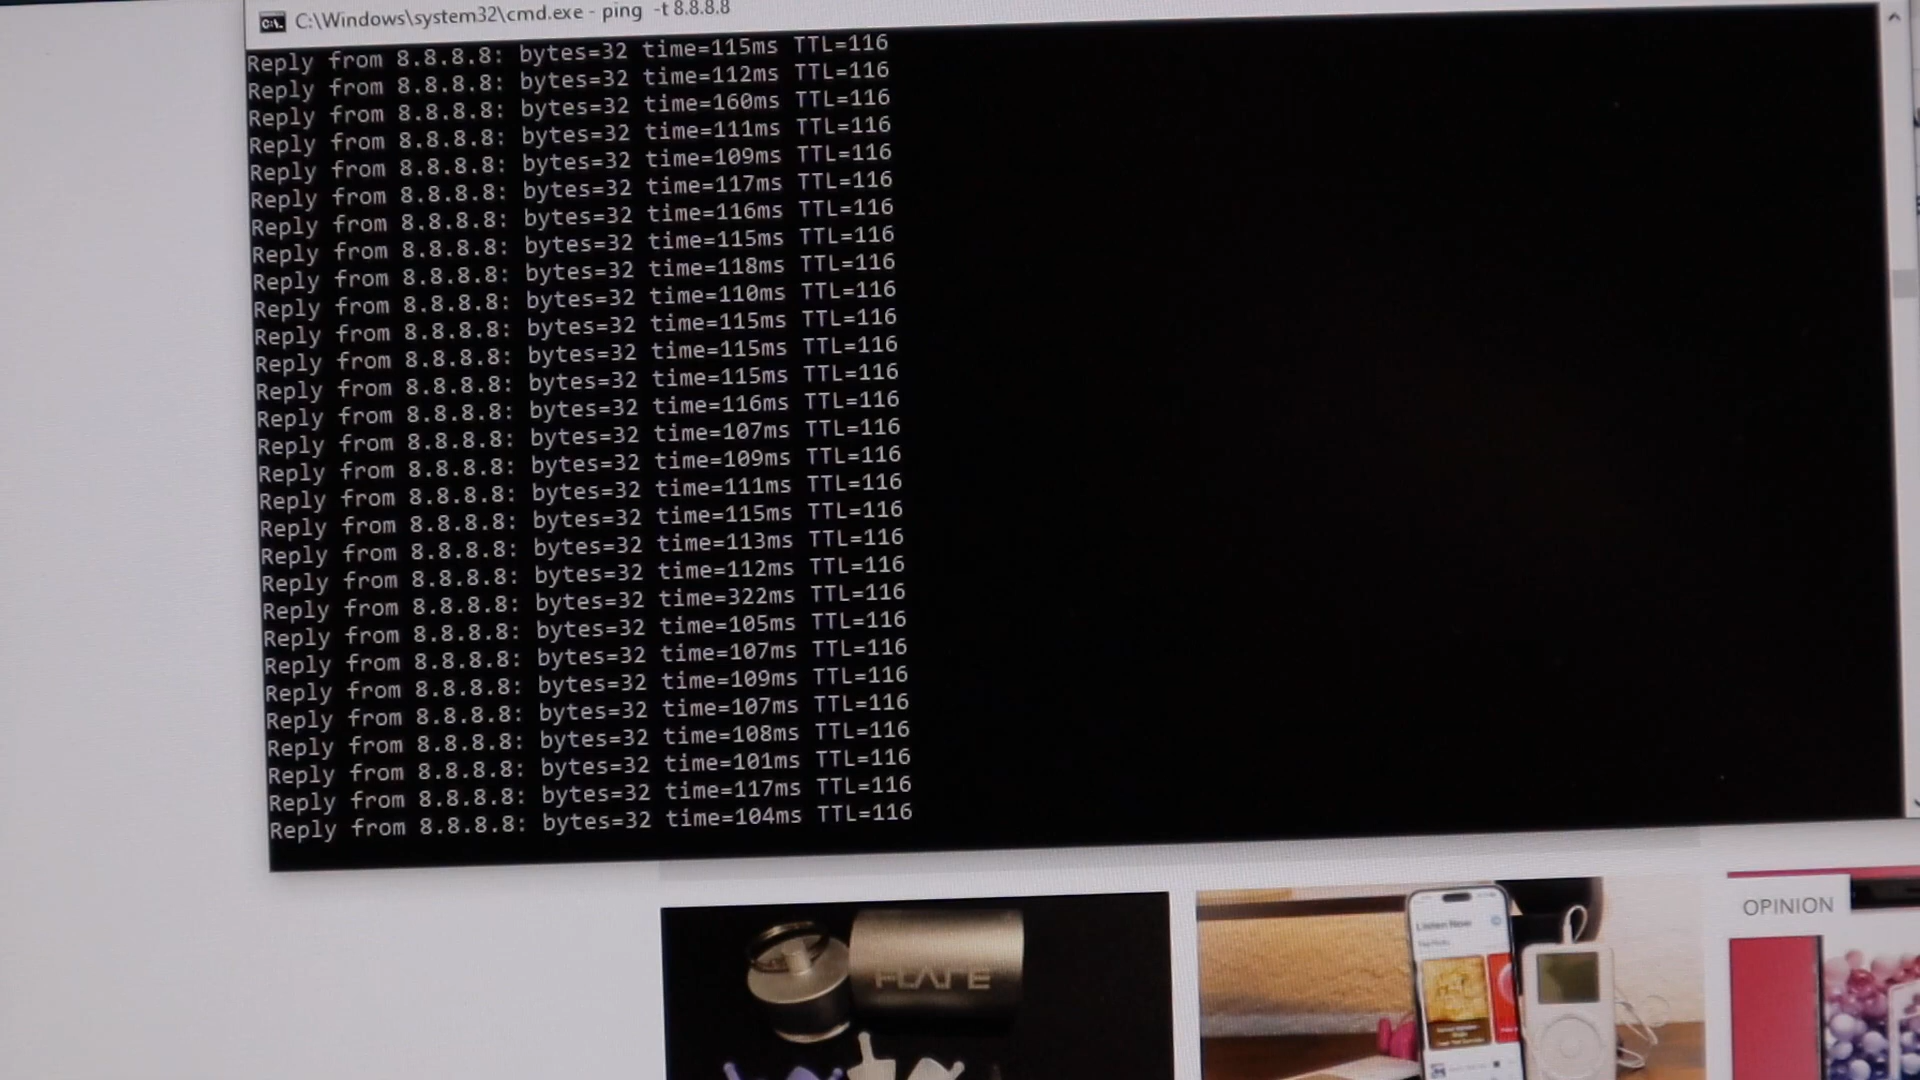 C:\Windows\system32\cmd.exe - ping -t 8.8.8.8
Reply from 8.8.8.8: bytes=32 time=115ms TTL=116
Reply from 8.8.8.8: bytes=32 time=112ms TTL=116
Reply from 8.8.8.8: bytes=32 time=160ms TTL=116
Reply from 8.8.8.8: bytes=32 time=111ms TTL=116
Reply from 8.8.8.8: bytes=32 time=109ms TTL=116
Reply from 8.8.8.8: bytes=32 time=117ms TTL=116
Reply from 8.8.8.8: bytes=32 time=116ms TTL=116
Reply from 8.8.8.8: bytes=32 time=115ms TTL=116
Reply from 8.8.8.8: bytes=32 time=118ms TTL=116
Reply from 8.8.8.8: bytes=32 time=110ms TTL=116
Reply from 8.8.8.8: bytes=32 time=115ms TTL=116
Reply from 8.8.8.8: bytes=32 time=115ms TTL=116
Reply from 8.8.8.8: bytes=32 time=115ms TTL=116
Reply from 8.8.8.8: bytes=32 time=116ms TTL=116
Reply from 8.8.8.8: bytes=32 time=107ms TTL=116
Reply from 8.8.8.8: bytes=32 time=109ms TTL=116
Reply from 8.8.8.8: bytes=32 time=111ms TTL=116
Reply from 8.8.8.8: bytes=32 time=115ms TTL=116
Reply from 8.8.8.8: bytes=32 time=113ms TTL=116
Reply from 8.8.8.8: bytes=32 time=112ms TTL=116
Reply from 8.8.8.8: bytes=32 time=322ms TTL=116
Reply from 8.8.8.8: bytes=32 time=105ms TTL=116
Reply from 8.8.8.8: bytes=32 time=107ms TTL=116
Reply from 8.8.8.8: bytes=32 time=109ms TTL=116
Reply from 8.8.8.8: bytes=32 time=107ms TTL=116
Reply from 8.8.8.8: bytes=32 time=108ms TTL=116
Reply from 8.8.8.8: bytes=32 time=101ms TTL=116
Reply from 8.8.8.8: bytes=32 time=117ms TTL=116
Reply from 8.8.8.8: bytes=32 time=104ms TTL=116
OPINION
FLARE
Listen Now